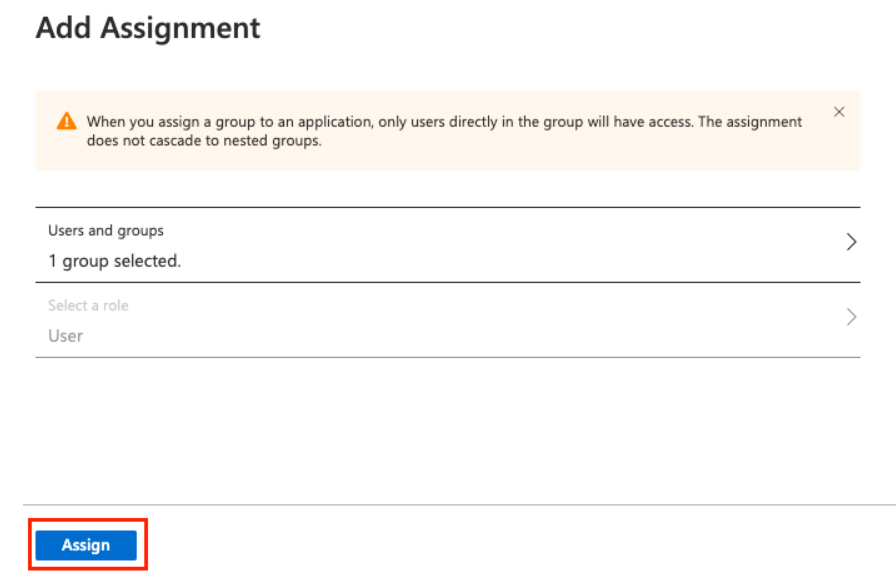 Add Assignment
When you assign a group to an application, only users directly in the group will have access. The assignment
does not cascade to nested groups.
Users and groups
1 group selected.
Select a role
User
Assign